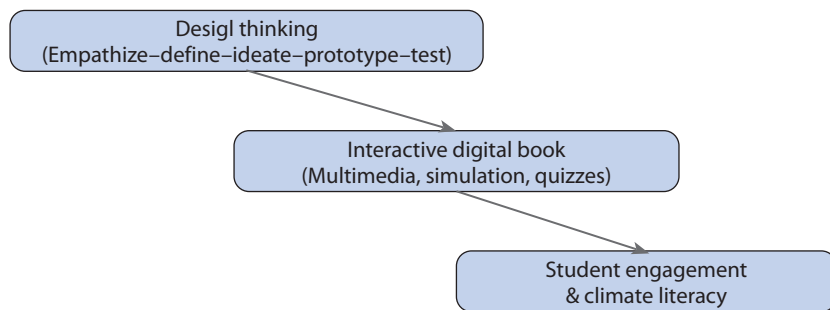 Desigl thinking
(Empathize–define–ideate–prototype–test)
Interactive digital book
(Multimedia, simulation, quizzes)
Student engagement
& climate literacy